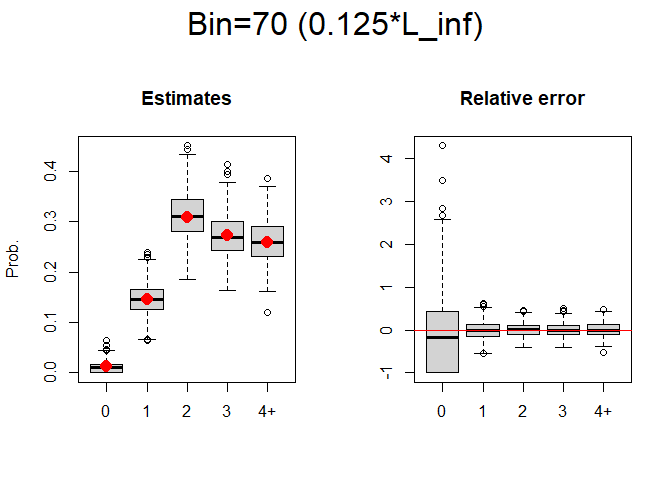 Bin=70 (0.125*L_inf)
Estimates
Prob.
0.4
0.3
0.2
0.1
0.0
0 1 2 3 4+
Relative error
4
3
2
1
0
-1
0 1 2 3 4+